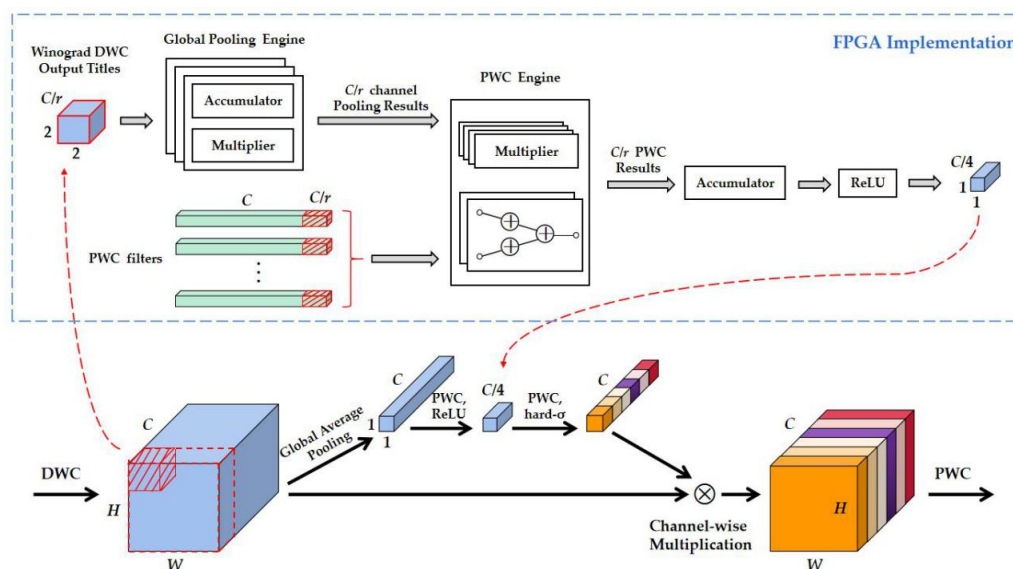 FPGA Implementation
Winograd DWC
Output Titles
C/r
2
2
Global Pooling Engine
Accumulator
Multiplier
C/r channel
Pooling Results
PWC Engine
Multiplier
C/r PWC
Results
Accumulator
ReLU
C/4
1
1
C
C/r
PWC filters
DWC
C
H
W
Global Average
Pooling
C
1
1
PWC,
ReLU
C/4
PWC,
hard-σ
C
Channel-wise
Multiplication
C
H
W
PWC